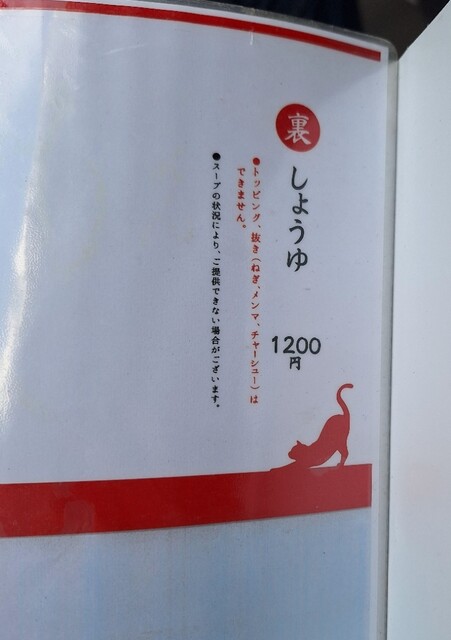 裏
しょうゆ
1200
円
●トッピング、抜き(ねぎ、メンマ、チャーシュー)は
できません。
●スープの状況により、ご提供できない場合がございます。